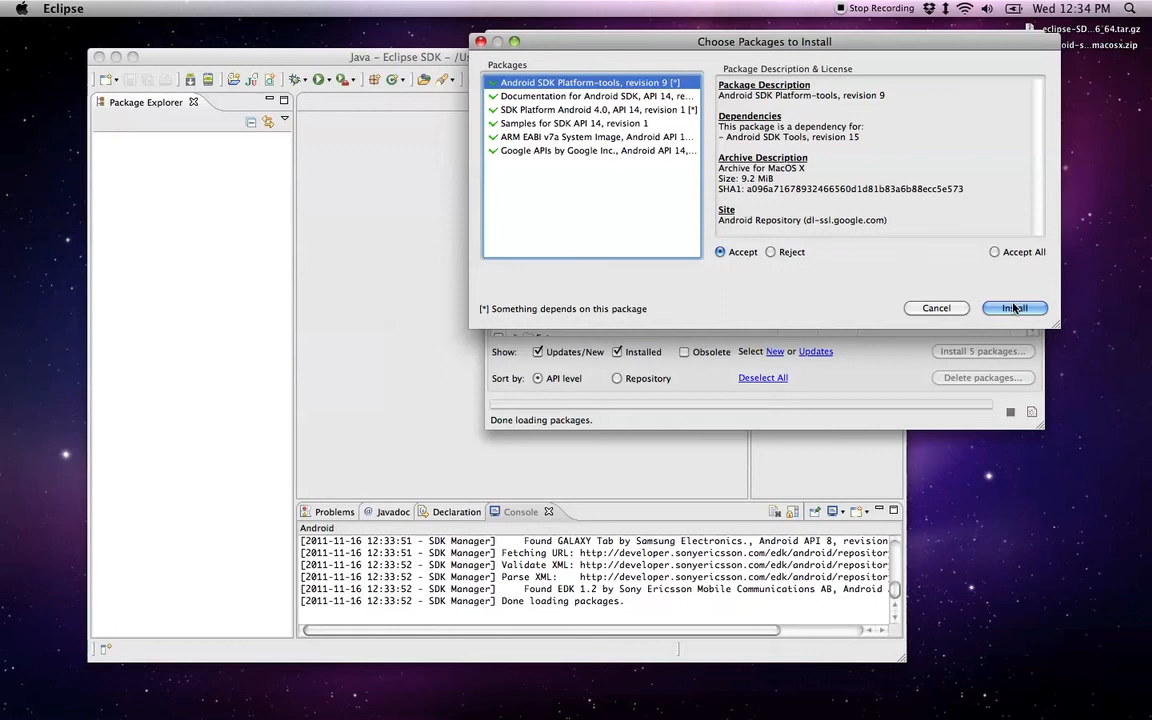 Eclipse
Stop Recording
Wed 12:34 PM
eclipse-SD...6_64.tar.gz
oid-s...macosx.zip
Java - Eclipse SDK - /Us
Package Explorer
Choose Packages to Install
Packages
Android SDK Platform-tools, revision 9 [*]
Documentation for Android SDK, API 14, re...
SDK Platform Android 4.0, API 14, revision 1 [*]
Samples for SDK API 14, revision 1
ARM EABI v7a System Image, Android API 1...
Google APIs by Google Inc., Android API 14,...
Package Description & License
Package Description
Android SDK Platform-tools, revision 9
Dependencies
This package is a dependency for:
- Android SDK Tools, revision 15
Archive Description
Archive for MacOS X
Size: 9.2 MiB
SHA1: a096a71678932466560d1d81b83a6b88ecc5e573
Site
Android Repository (dl-ssl.google.com)
Accept Reject Accept All
[*] Something depends on this package
Cancel Install
Show: Updates/New Installed Obsolete Select New or Updates Install 5 packages...
Sort by: API level Repository Deselect All Delete packages...
Done loading packages.
Problems @ Javadoc Declaration Console
Android
[2011-11-16 12:33:51 - SDK Manager] Found GALAXY Tab by Samsung Electronics., Android API 8, revision
[2011-11-16 12:33:52 - SDK Manager] Fetching URL: http://developer.sonyericsson.com/edk/android/repositor
[2011-11-16 12:33:52 - SDK Manager] Validate XML: http://developer.sonyericsson.com/edk/android/repositor
[2011-11-16 12:33:52 - SDK Manager] Parse XML: http://developer.sonyericsson.com/edk/android/repositor
[2011-11-16 12:33:52 - SDK Manager] Found EDK 1.2 by Sony Ericsson Mobile Communications AB, Android
[2011-11-16 12:33:52 - SDK Manager] Done loading packages.